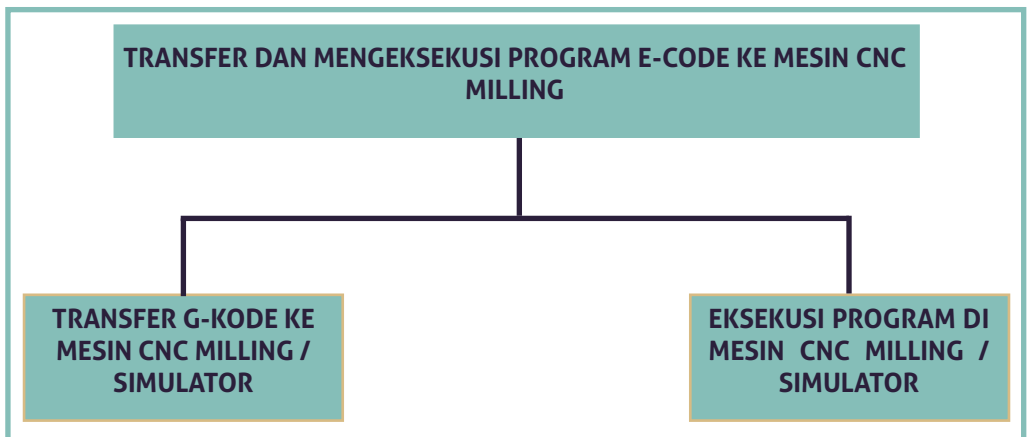 TRANSFER DAN MENGEKSEKUSI PROGRAM E-CODE KE MESIN CNC
MILLING
TRANSFER G-KODE KE
MESIN CNC MILLING /
SIMULATOR
EKSEKUSI PROGRAM DI
MESIN CNC MILLING /
SIMULATOR